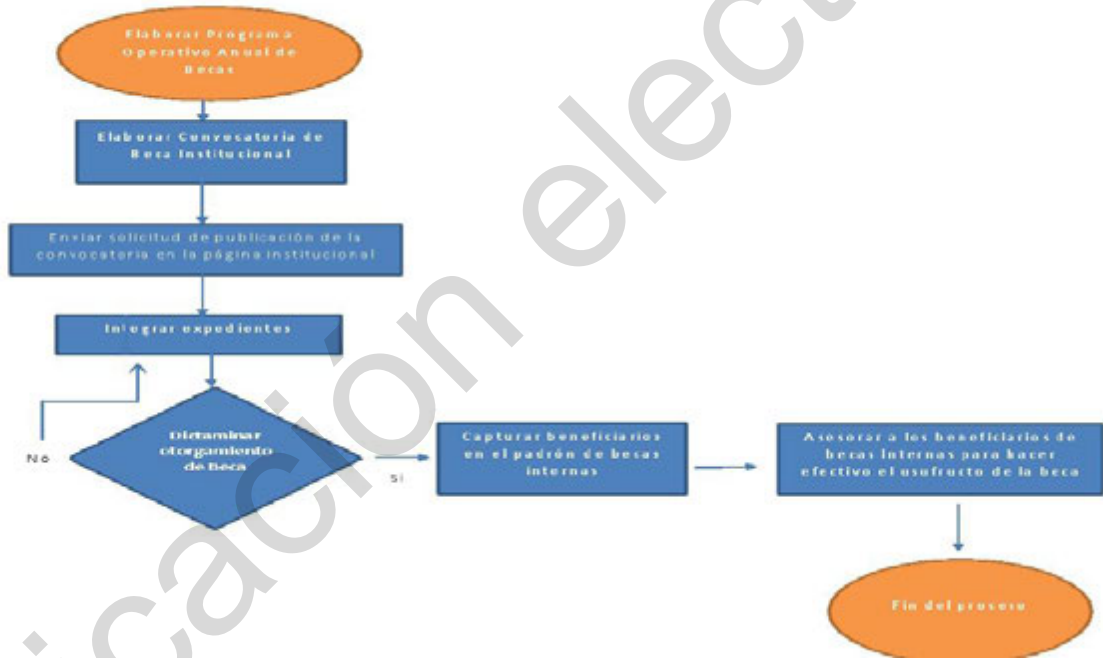 Elaborar Programa
Operativo Anual de
Becas
Elaborar Convocatoria de
Beca Institucional
Enviar solicitud de publicación de la
convocatoria en la página institucional
Integrar expedientes
Dictaminar
otorgamiento
de Beca
No
SI
Capturar beneficiarios
en el padrón de becas
internas
Asesorar a los beneficiarios de
becas internas para hacer
efectivo el usufructo de la beca
Fin del proceso